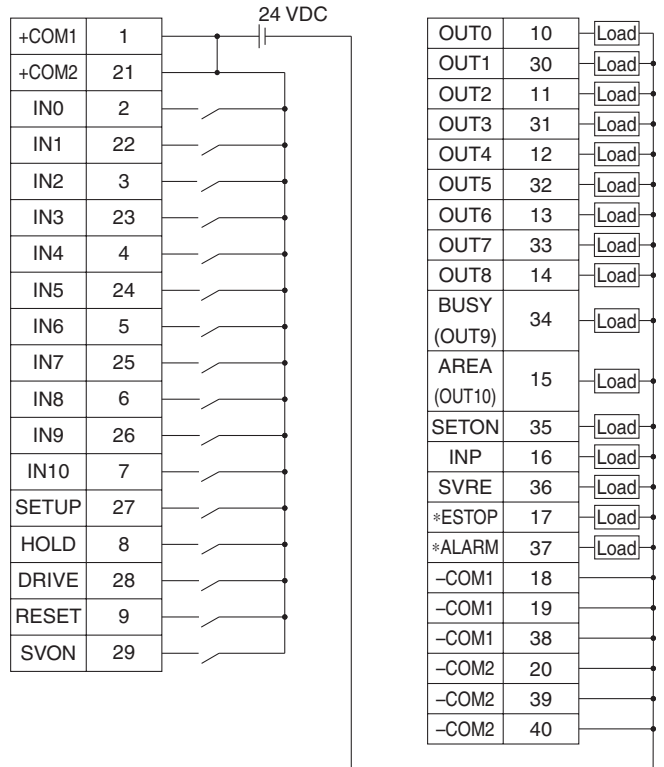 24 VDC
+COM1 1
+COM2 21
IN0 2
IN1 22
IN2 3
IN3 23
IN4 4
IN5 24
IN6 5
IN7 25
IN8 6
IN9 26
IN10 7
SETUP 27
HOLD 8
DRIVE 28
RESET 9
SVON 29
OUT0 10 Load
OUT1 30 Load
OUT2 11 Load
OUT3 31 Load
OUT4 12 Load
OUT5 32 Load
OUT6 13 Load
OUT7 33 Load
OUT8 14 Load
BUSY
(OUT9) 34 Load
AREA
(OUT10) 15 Load
SETON 35 Load
INP 16 Load
SVRE 36 Load
*ESTOP 17 Load
*ALARM 37 Load
–COM1 18
–COM1 19
–COM1 38
–COM2 20
–COM2 39
–COM2 40